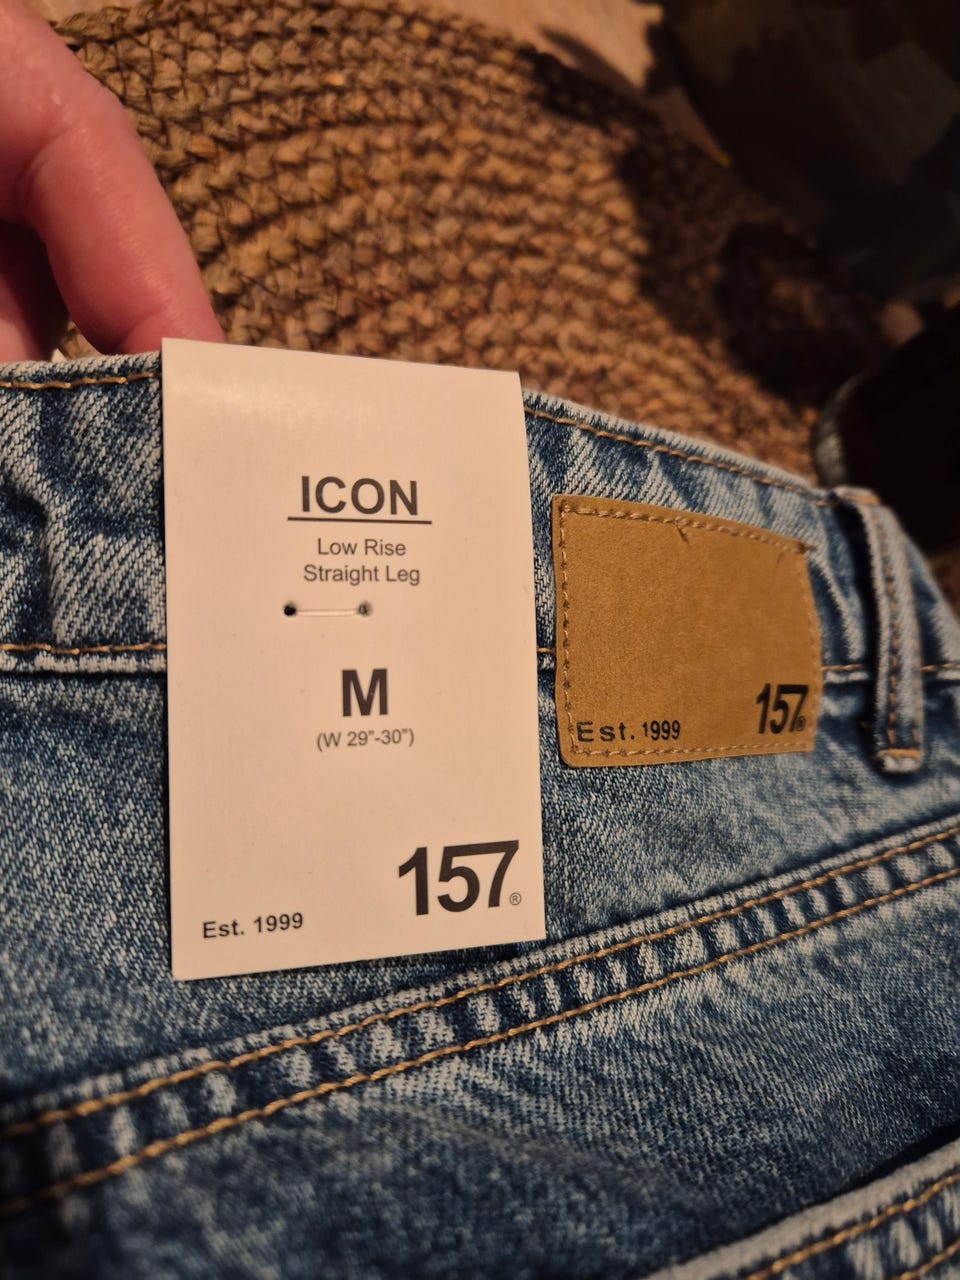 ICON
Low Rise
Straight Leg
M
(W 29"-30")
157®
Est. 1999
Est. 1999
157®